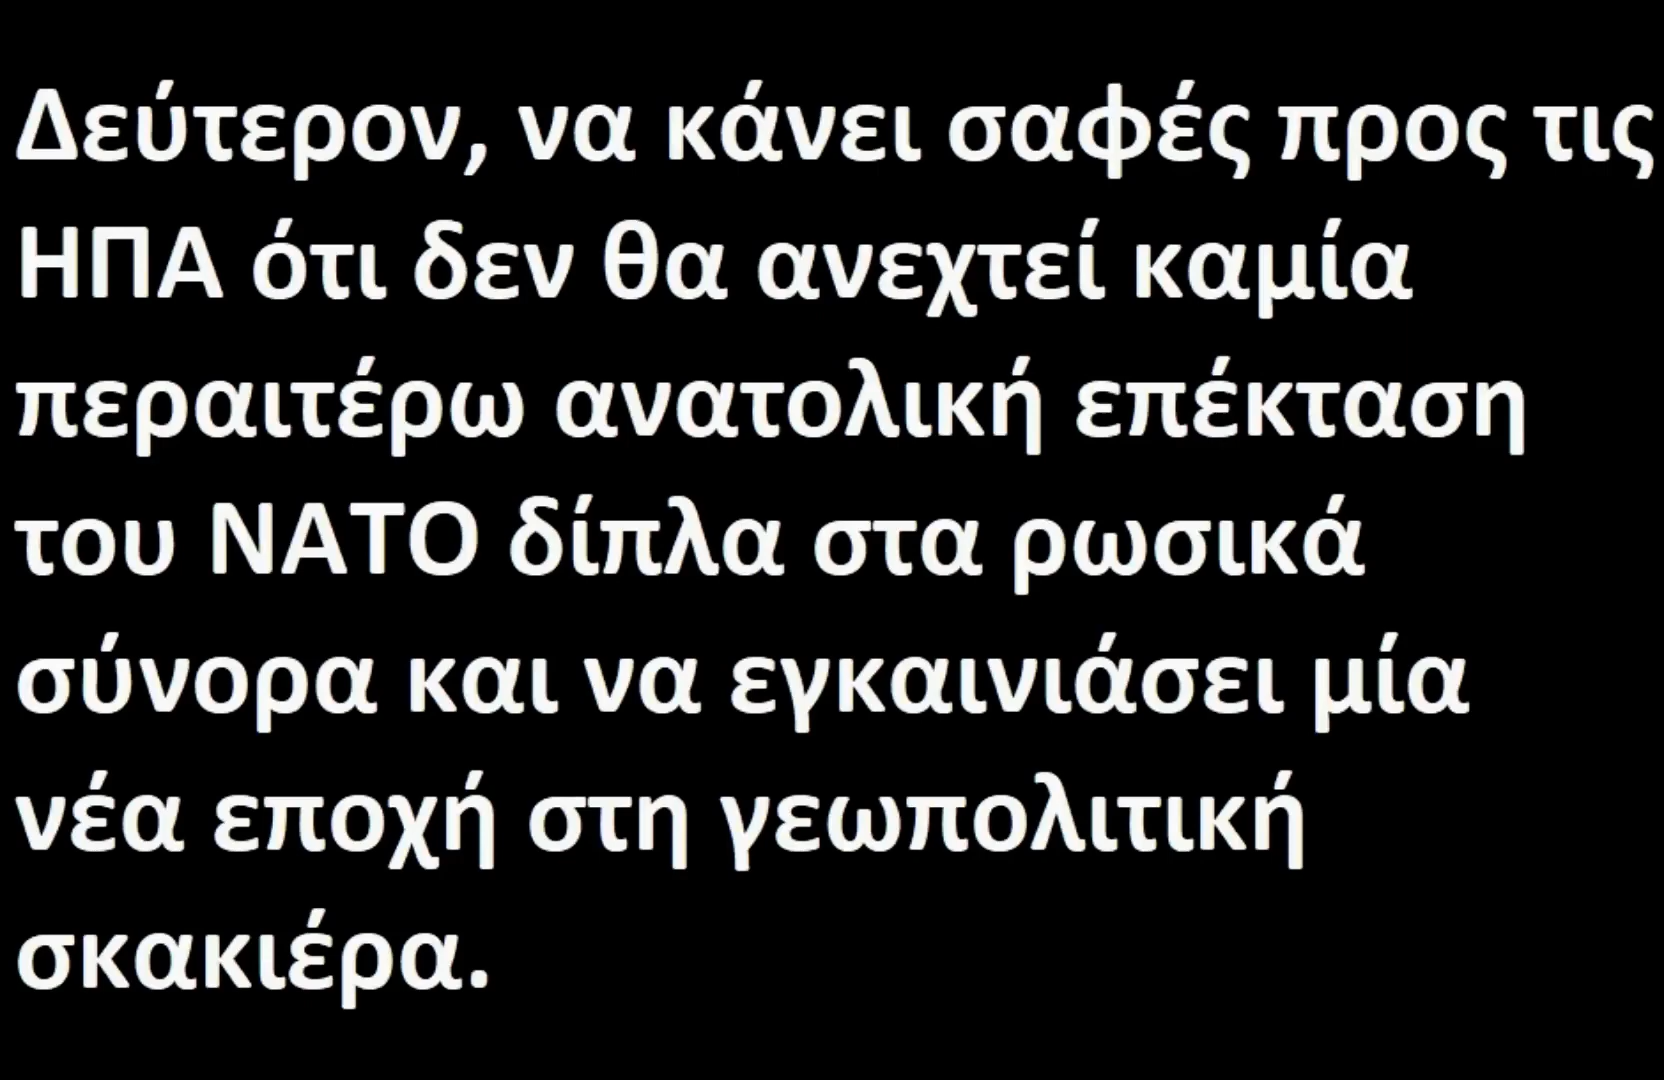 Δεύτερον, να κάνει σαφές προς τις
ΗΠΑ ότι δεν θα ανεχτεί καμία
περαιτέρω ανατολική επέκταση
του ΝΑΤΟ δίπλα στα ρωσικά
σύνορα και να εγκαινιάσει μία
νέα εποχή στη γεωπολιτική
σκακιέρα.